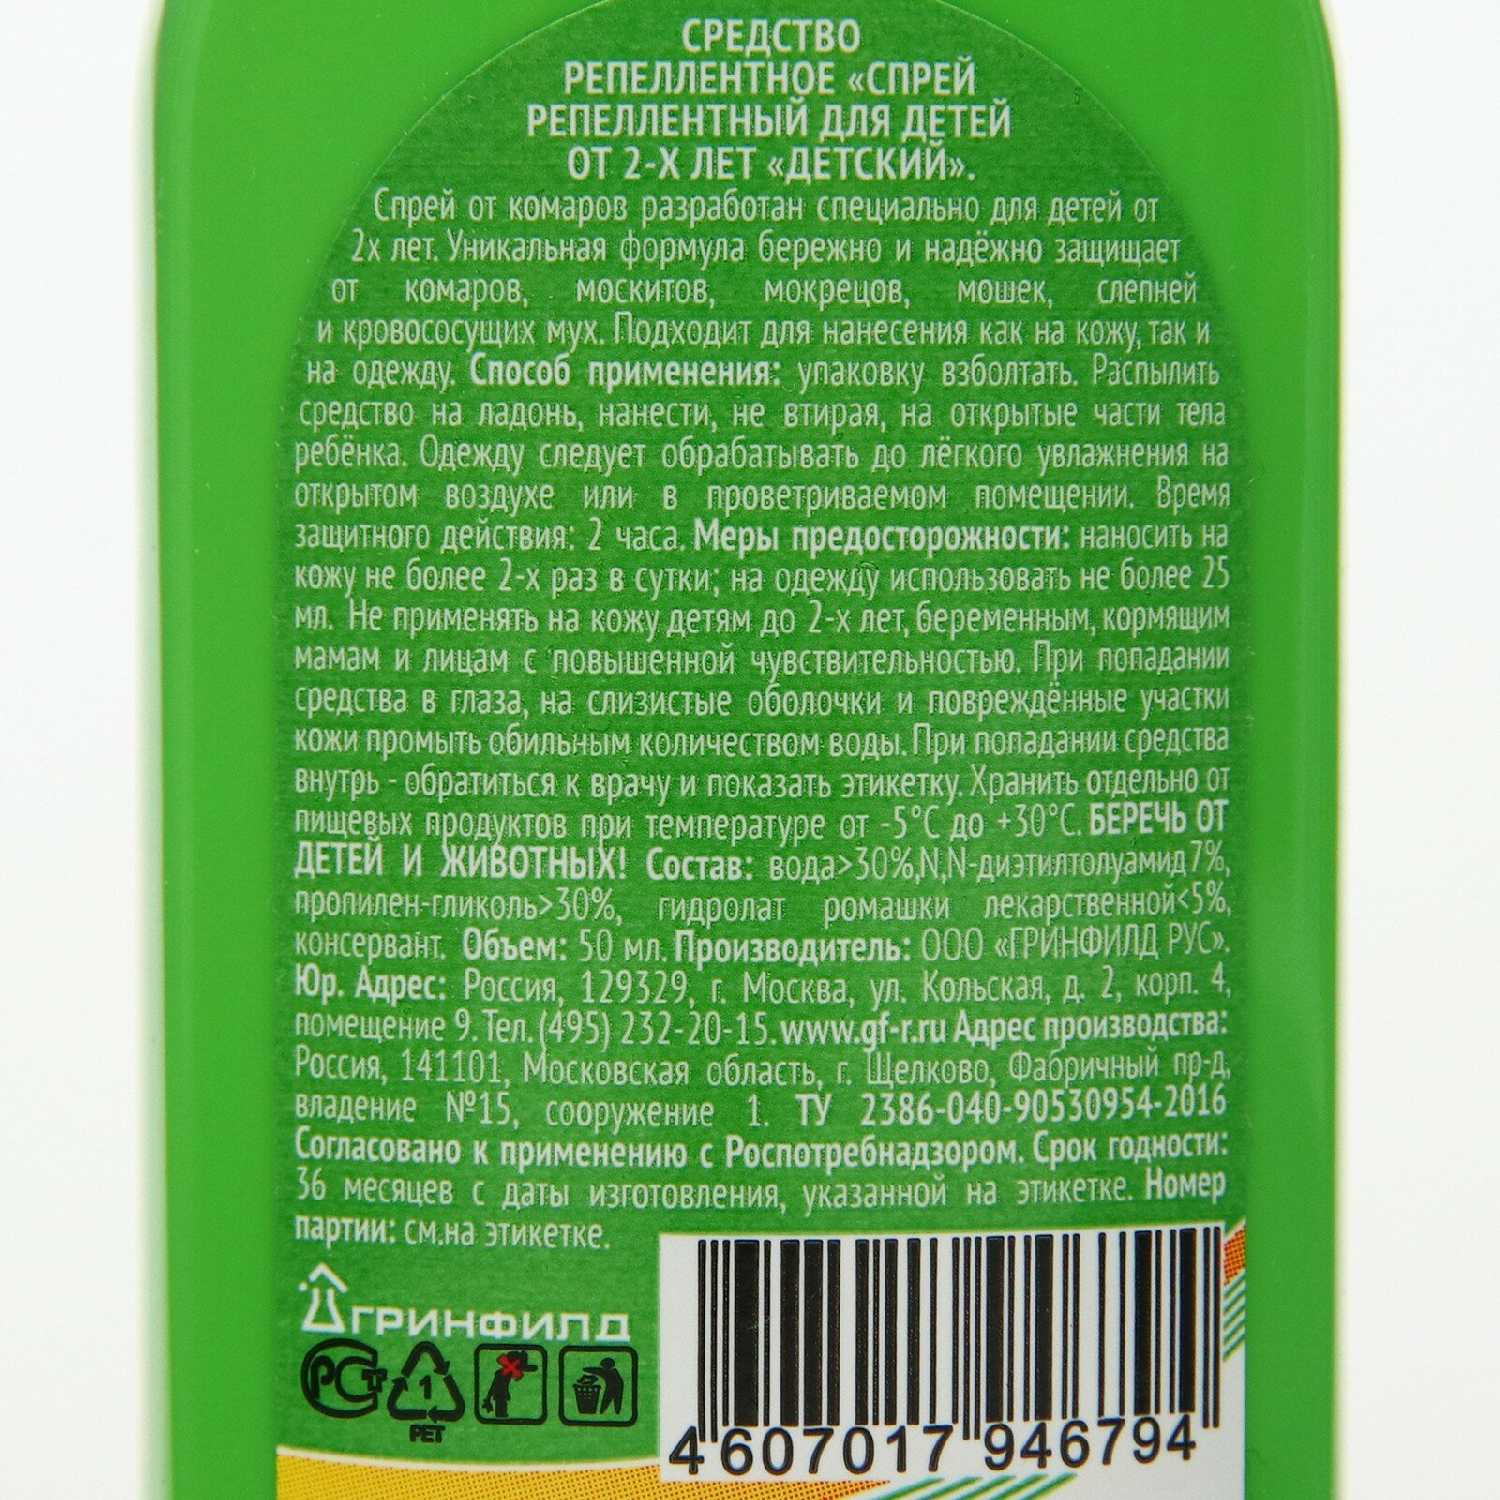 СРЕДСТВО
РЕПЕЛЛЕНТНОЕ «СПРЕЙ
РЕПЕЛЛЕНТНЫЙ ДЛЯ ДЕТЕЙ
ОТ 2-Х ЛЕТ «ДЕТСКИЙ».
Спрей от комаров разработан специально для детей от
2х лет. Уникальная формула бережно и надёжно защищает
от комаров, москитов, мокрецов, мошек, слепней
и кровососущих мух. Подходит для нанесения как на кожу, так и
на одежду. Способ применения: упаковку взболтать. Распылить
средство на ладонь, нанести, не втирая, на открытые части тела
ребёнка. Одежду следует обрабатывать до лёгкого увлажнения на
открытом воздухе или в проветриваемом помещении. Время
защитного действия: 2 часа. Меры предосторожности: наносить на
кожу не более 2-х раз в сутки; на одежду использовать не более 25
мл. Не применять на кожу детям до 2-х лет, беременным, кормящим
мамам и лицам с повышенной чувствительностью. При попадании
средства в глаза, на слизистые оболочки и повреждённые участки
кожи промыть обильным количеством воды. При попадании средства
внутрь - обратиться к врачу и показать этикетку. Хранить отдельно от
пищевых продуктов при температуре от -5°С до +30°С. БЕРЕЧЬ ОТ
ДЕТЕЙ И ЖИВОТНЫХ! Состав: вода>30%,N,N-диэтилтолуамид 7%,
пропилен-гликоль>30%, гидролат ромашки лекарственной<5%,
консервант. Объем: 50 мл. Производитель: ООО «ГРИНФИЛД РУС».
Юр. Адрес: Россия, 129329, г. Москва, ул. Кольская, д. 2, корп. 4,
помещение 9. Тел. (495) 232-20-15. www.gf-r.ru Адрес производства:
Россия, 141101, Московская область, г. Щелково, Фабричный пр-д,
владение №15, сооружение 1. ТУ 2386-040-90530954-2016
Согласовано к применению с Роспотребнадзором. Срок годности:
36 месяцев с даты изготовления, указанной на этикетке. Номер
партии: см.на этикетке.
ГРИНФИЛД
РСТ
1
PET
4 607017 946794